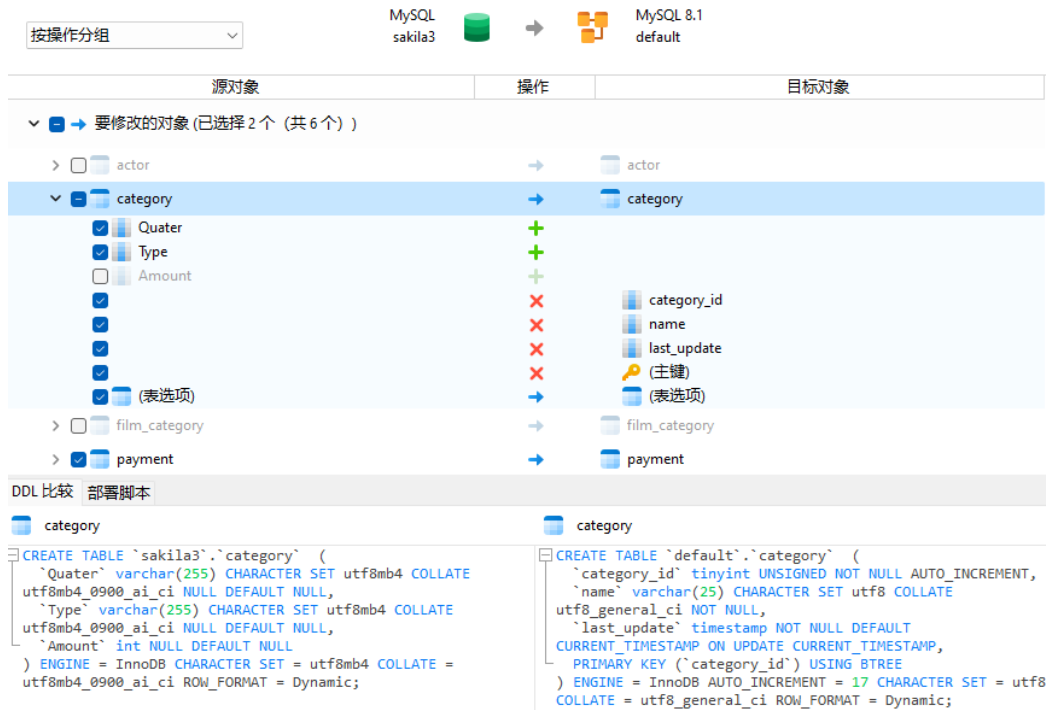 按操作分组
MySQL
sakila3
MySQL 8.1
default
源对象 操作 目标对象
要修改的对象 (已选择 2 个（共 6 个）)
actor actor
category category
Quater
Type
Amount
category_id
name
last_update
(主键)
(表选项) (表选项)
film_category film_category
payment payment
DDL 比较 部署脚本
category
CREATE TABLE `sakila3`.`category`  (
`Quater` varchar(255) CHARACTER SET utf8mb4 COLLATE
utf8mb4_0900_ai_ci NULL DEFAULT NULL,
`Type` varchar(255) CHARACTER SET utf8mb4 COLLATE
utf8mb4_0900_ai_ci NULL DEFAULT NULL,
`Amount` int NULL DEFAULT NULL
) ENGINE = InnoDB CHARACTER SET = utf8mb4 COLLATE =
utf8mb4_0900_ai_ci ROW_FORMAT = Dynamic;
category
CREATE TABLE `default`.`category`  (
`category_id` tinyint UNSIGNED NOT NULL AUTO_INCREMENT,
`name` varchar(25) CHARACTER SET utf8 COLLATE
utf8_general_ci NOT NULL,
`last_update` timestamp NOT NULL DEFAULT
CURRENT_TIMESTAMP ON UPDATE CURRENT_TIMESTAMP,
PRIMARY KEY (`category_id`) USING BTREE
) ENGINE = InnoDB AUTO_INCREMENT = 17 CHARACTER SET = utf8
COLLATE = utf8_general_ci ROW_FORMAT = Dynamic;